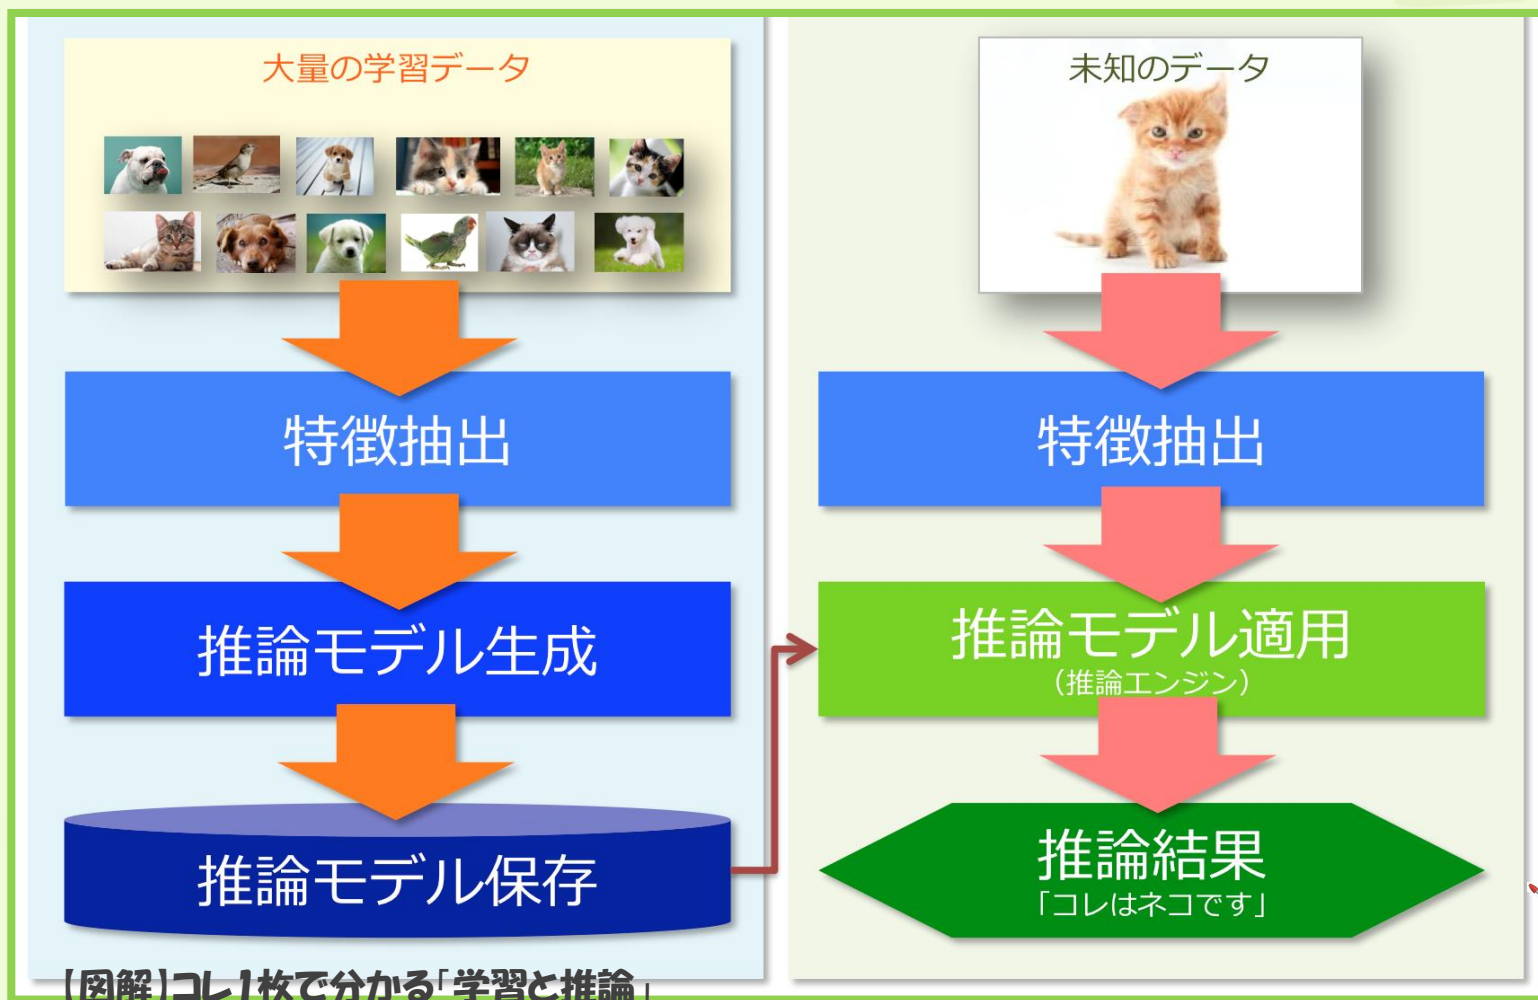 大量の学習データ
特徴抽出
推論モデル生成
推論モデル保存
未知のデータ
特徴抽出
推論モデル適用
（推論エンジン）
推論結果
「コレはネコです」
【図解】コレ1枚で分かる「学習と推論」